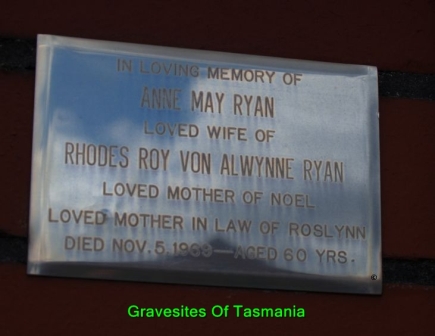 IN LOVING MEMORY OF
ANNE MAY RYAN
LOVED WIFE OF
RHODES ROY VON ALWYNNE RYAN
LOVED MOTHER OF NOEL
LOVED MOTHER IN LAW OF ROSLYNN
DIED NOV. 5, 1969 — AGED 60 YRS.
©
Gravesites Of Tasmania